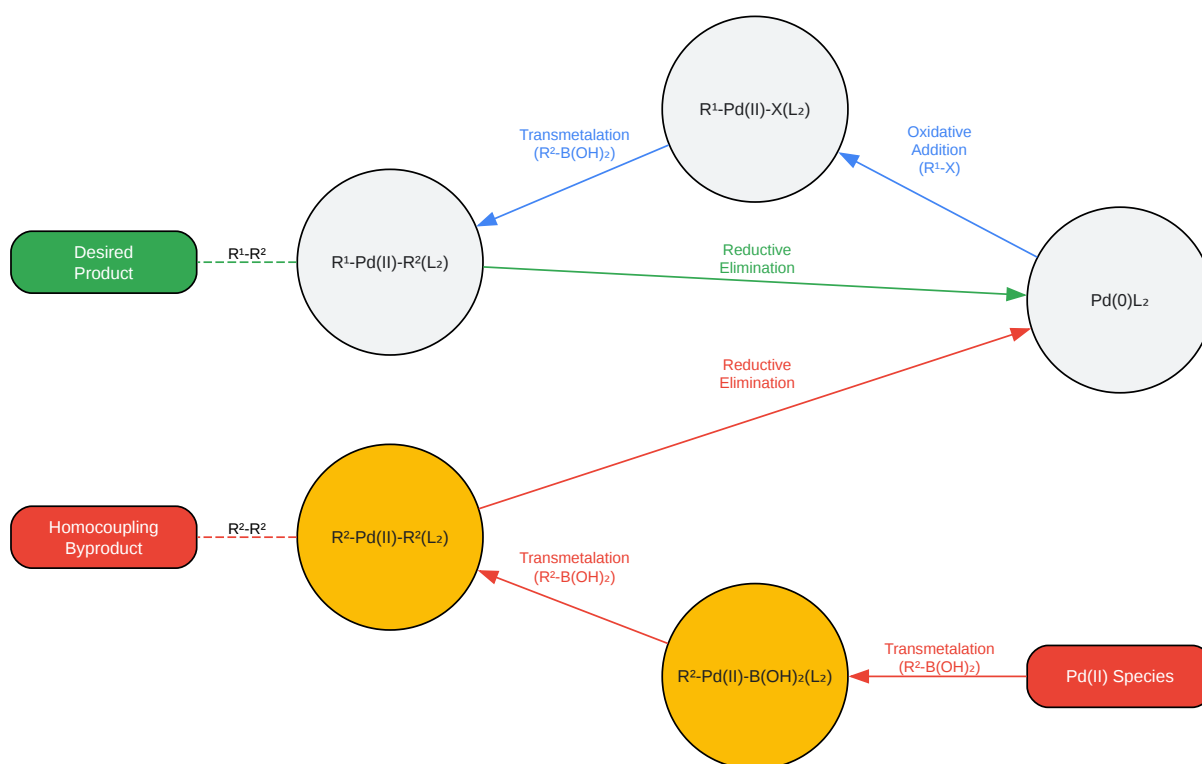 R¹-Pd(II)-X(L₂)
Oxidative
Addition
(R¹-X)
Transmetalation
(R²-B(OH)₂)
Desired
Product
R¹-R²
R¹-Pd(II)-R²(L₂)
Reductive
Elimination
Pd(0)L₂
Reductive
Elimination
Homocoupling
Byproduct
R²-R²
R²-Pd(II)-R²(L₂)
Transmetalation
(R²-B(OH)₂)
R²-Pd(II)-B(OH)₂(L₂)
Transmetalation
(R²-B(OH)₂)
Pd(II) Species